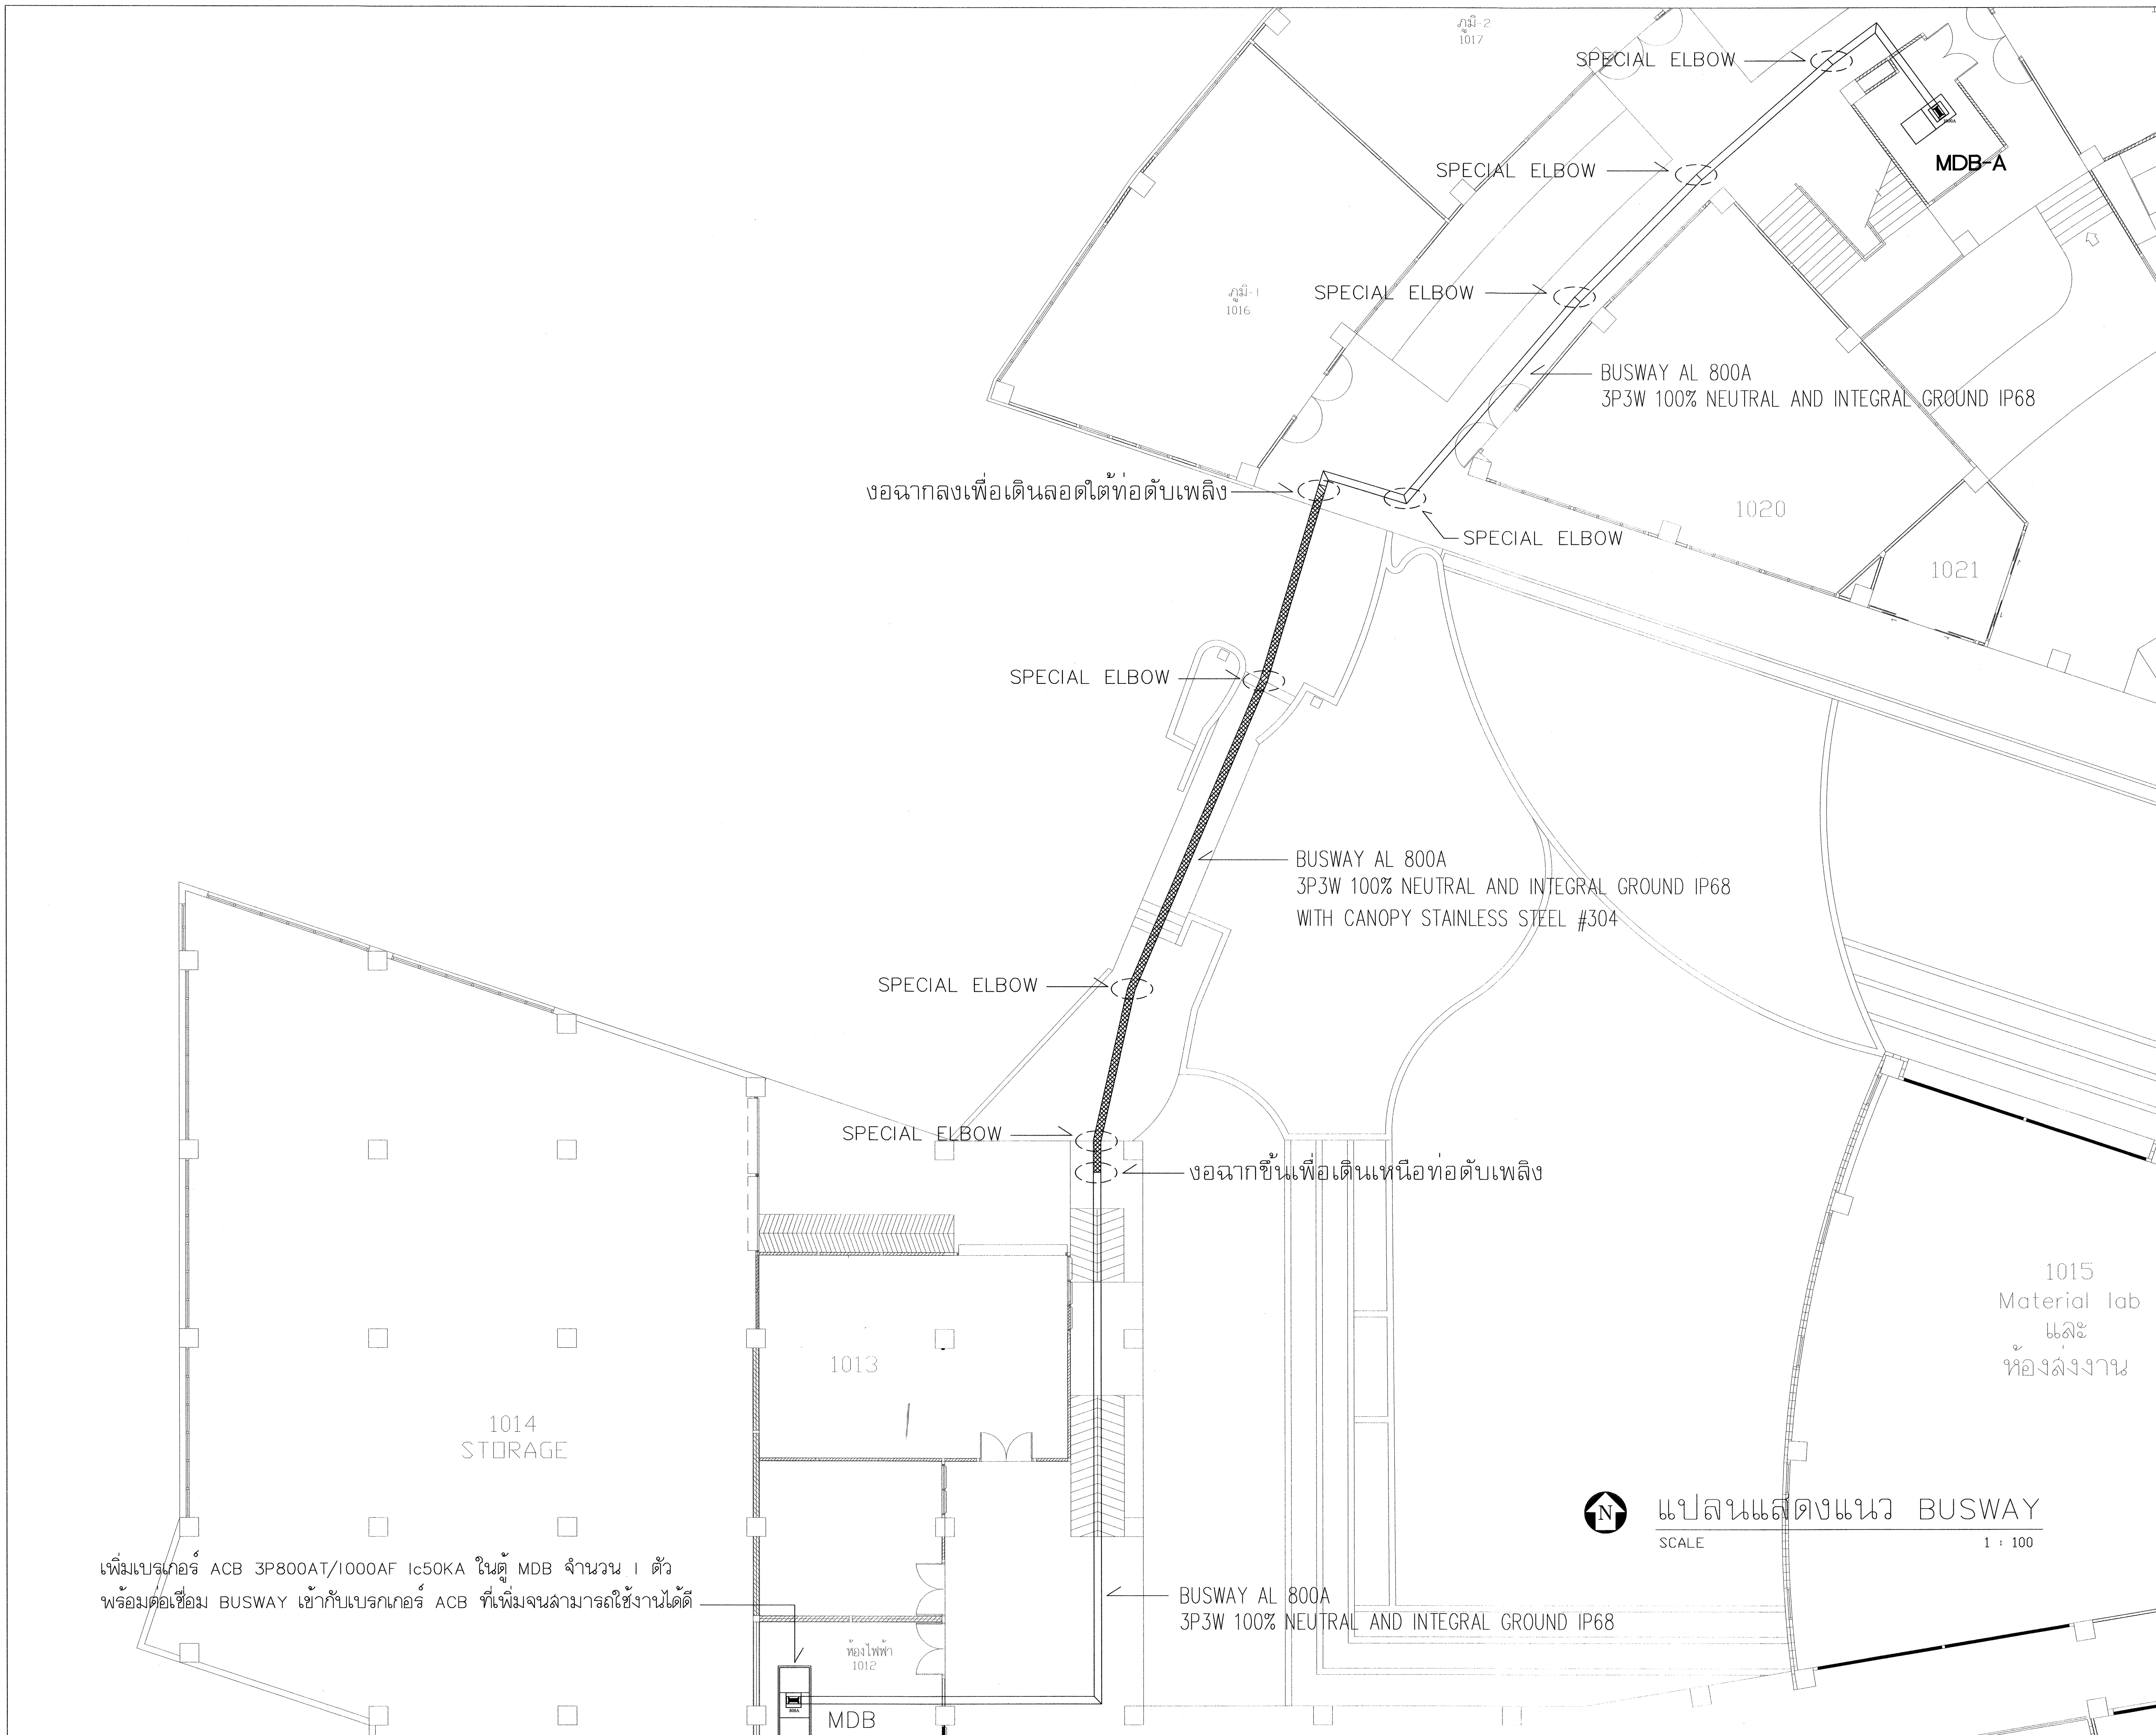 ภูมิ-2
1017
SPECIAL ELBOW
MDB-A
SPECIAL ELBOW
ภูมิ-1
1016
SPECIAL ELBOW
BUSWAY AL 800A
3P3W 100% NEUTRAL AND INTEGRAL GROUND IP68
งอฉากลงเพื่อเดินลอดใต้ท่อดับเพลิง
1020
SPECIAL ELBOW
1021
SPECIAL ELBOW
BUSWAY AL 800A
3P3W 100% NEUTRAL AND INTEGRAL GROUND IP68
WITH CANOPY STAINLESS STEEL #304
SPECIAL ELBOW
SPECIAL ELBOW
งอฉากขึ้นเพื่อเดินเหนือท่อดับเพลิง
1015
Material lab
และ
ห้องส่งงาน
1013
1014
STORAGE
N
แปลนแสดงแนว BUSWAY
SCALE 1 : 100
เพิ่มเบรเกอร์ ACB 3P800AT/1000AF Ic50KA ในตู้ MDB จำนวน 1 ตัว
พร้อมต่อเชื่อม BUSWAY เข้ากับเบรกเกอร์ ACB ที่เพิ่มจนสามารถใช้งานได้ดี
BUSWAY AL 800A
3P3W 100% NEUTRAL AND INTEGRAL GROUND IP68
ห้องไฟฟ้า
1012
800A
MDB